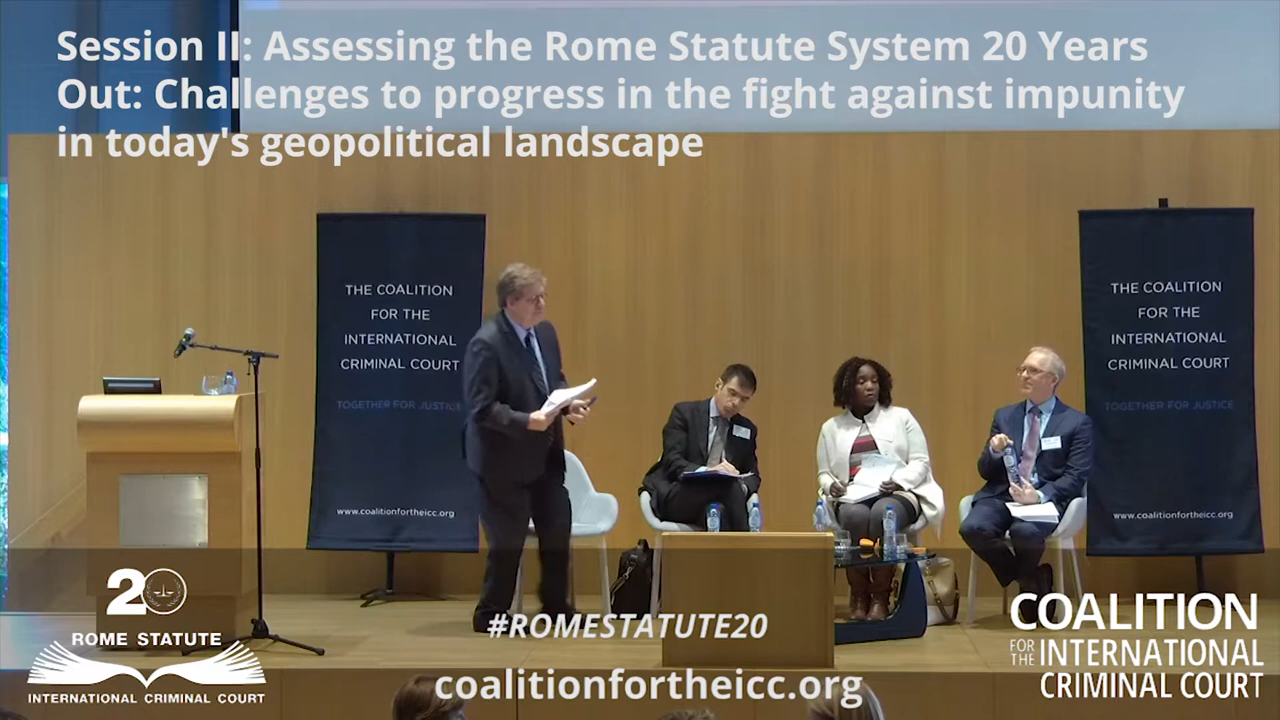 Session II: Assessing the Rome Statute System 20 Years
Out: Challenges to progress in the fight against impunity
in today's geopolitical landscape
THE COALITION
FOR THE
INTERNATIONAL
CRIMINAL COURT
TOGETHER FOR JUSTICE
www.coalitionfortheicc.org
THE COALITION
FOR THE
INTERNATIONAL
CRIMINAL COURT
TOGETHER FOR JUSTICE
www.coalitionfortheicc.org
20
ROME STATUTE
INTERNATIONAL CRIMINAL COURT
#ROMESTATUTE20
coalitionfortheicc.org
COALITION
FOR THE INTERNATIONAL
CRIMINAL COURT